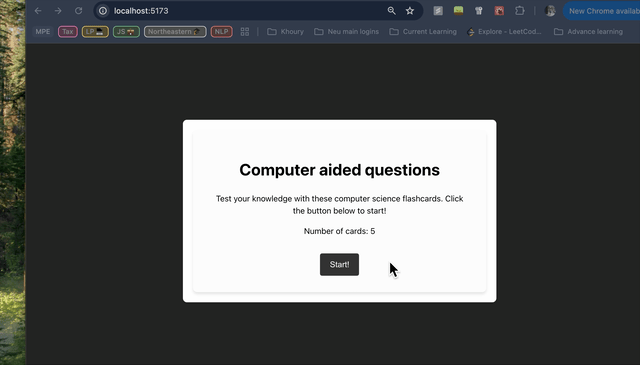 localhost:5173
New Chrome availab
MPE
Tax
LP
JS
Northeastern
NLP
Khoury
Neu main logins
Current Learning
Explore - LeetCod...
Advance learning
Computer aided questions
Test your knowledge with these computer science flashcards. Click
the button below to start!
Number of cards: 5
Start!